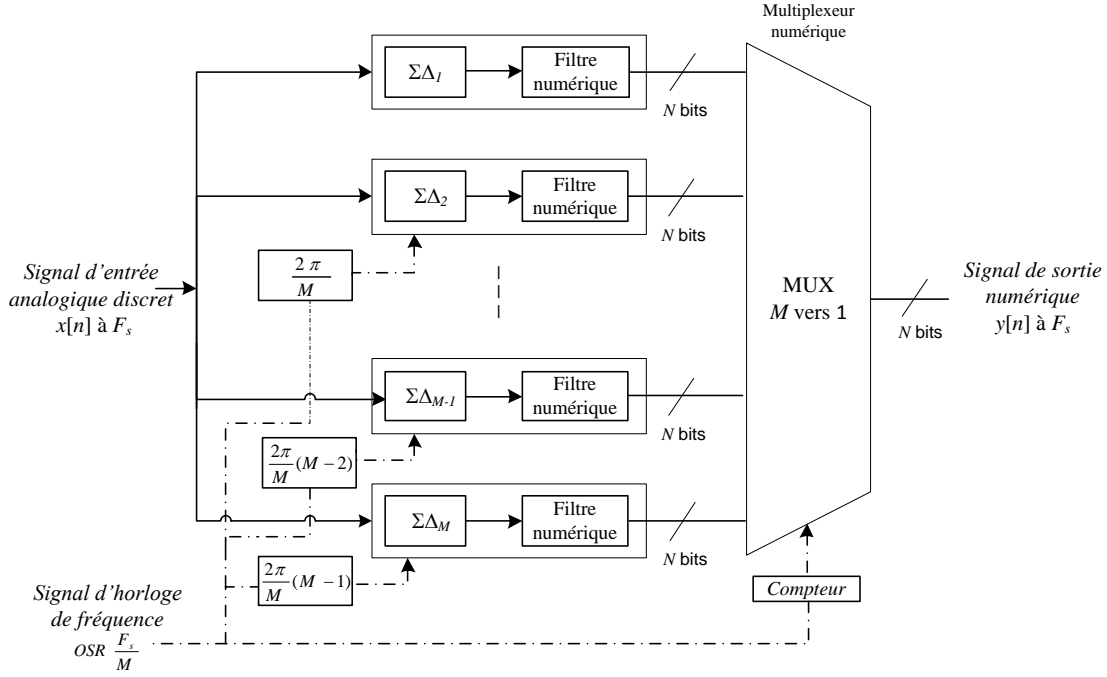 Multiplexeur
numérique
ΣΔ1
Filtre
numérique
N bits
ΣΔ2
Filtre
numérique
N bits
2 π
M
Signal d'entrée
analogique discret
x[n] à Fs
MUX
M vers 1
Signal de sortie
numérique
y[n] à Fs
N bits
ΣΔM-1
Filtre
numérique
N bits
2π
M
(M − 2)
ΣΔM
Filtre
numérique
N bits
2π
M
(M − 1)
Compteur
Signal d'horloge
de fréquence
OSR Fs
M